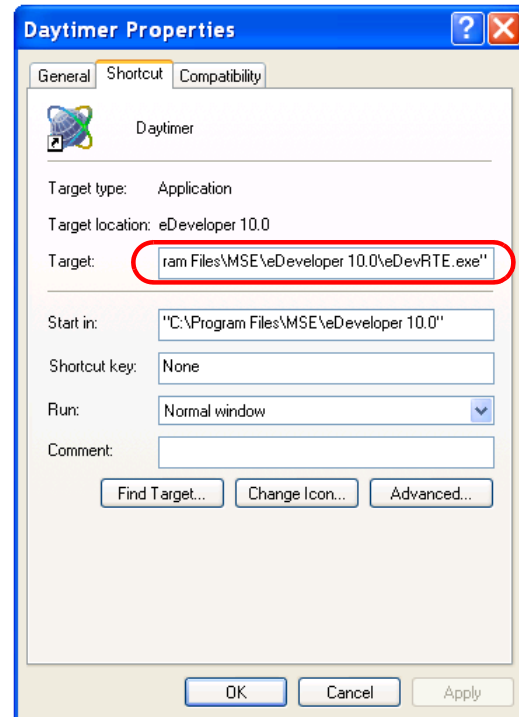 Daytimer Properties
General Shortcut Compatibility
Daytimer
Target type: Application
Target location: eDeveloper 10.0
Target: ram Files\MSE\eDeveloper 10.0\eDevRTE.exe"
Start in: "C:\Program Files\MSE\eDeveloper 10.0"
Shortcut key: None
Run: Normal window
Comment:
Find Target... Change Icon... Advanced...
OK Cancel Apply